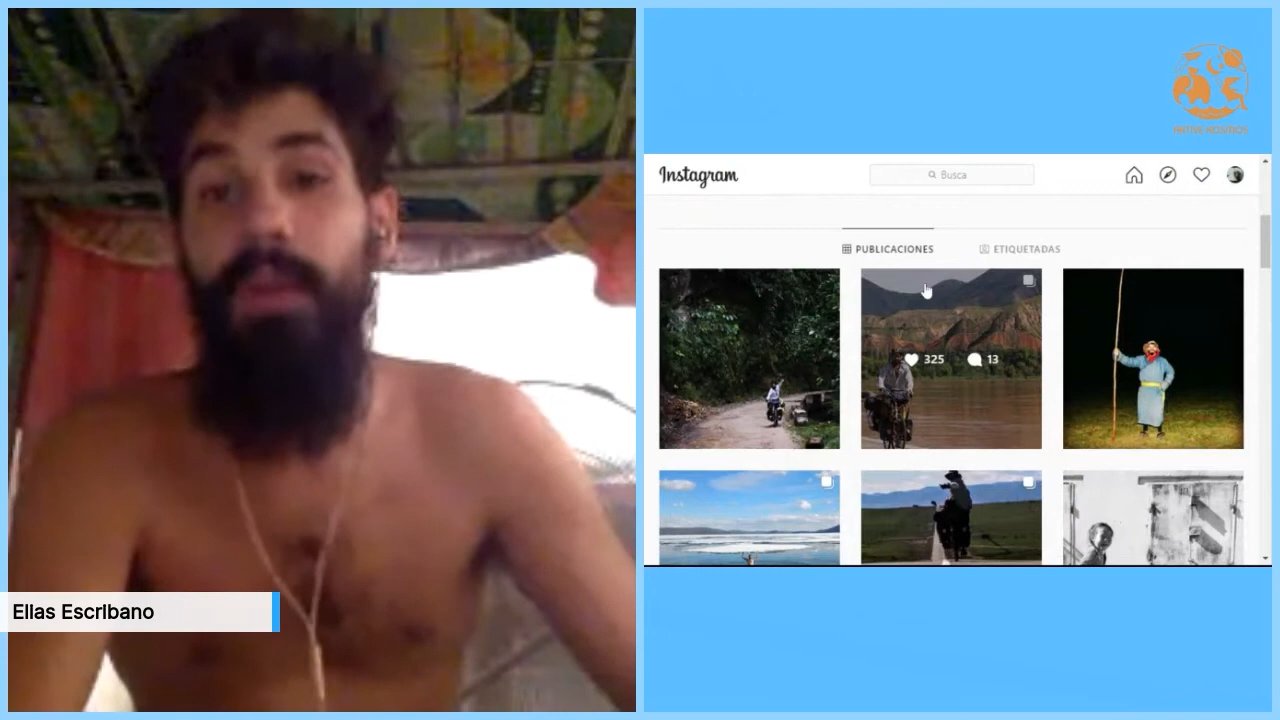 Elias Escribano
Instagram
Busca
PUBLICACIONES
ETIQUETADAS
325
13